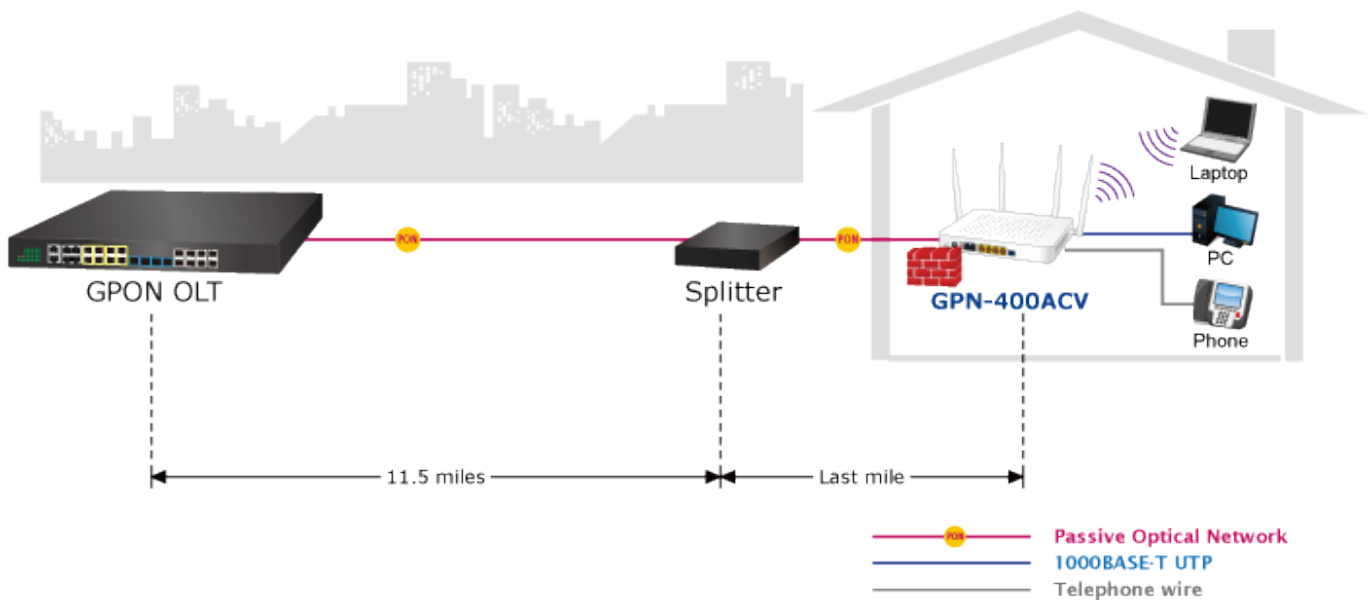 Laptop
PON
PON
PC
GPON OLT
Splitter
GPN-400ACV
Phone
11.5 miles
Last mile
PON
Passive Optical Network
1000BASE-T UTP
Telephone wire